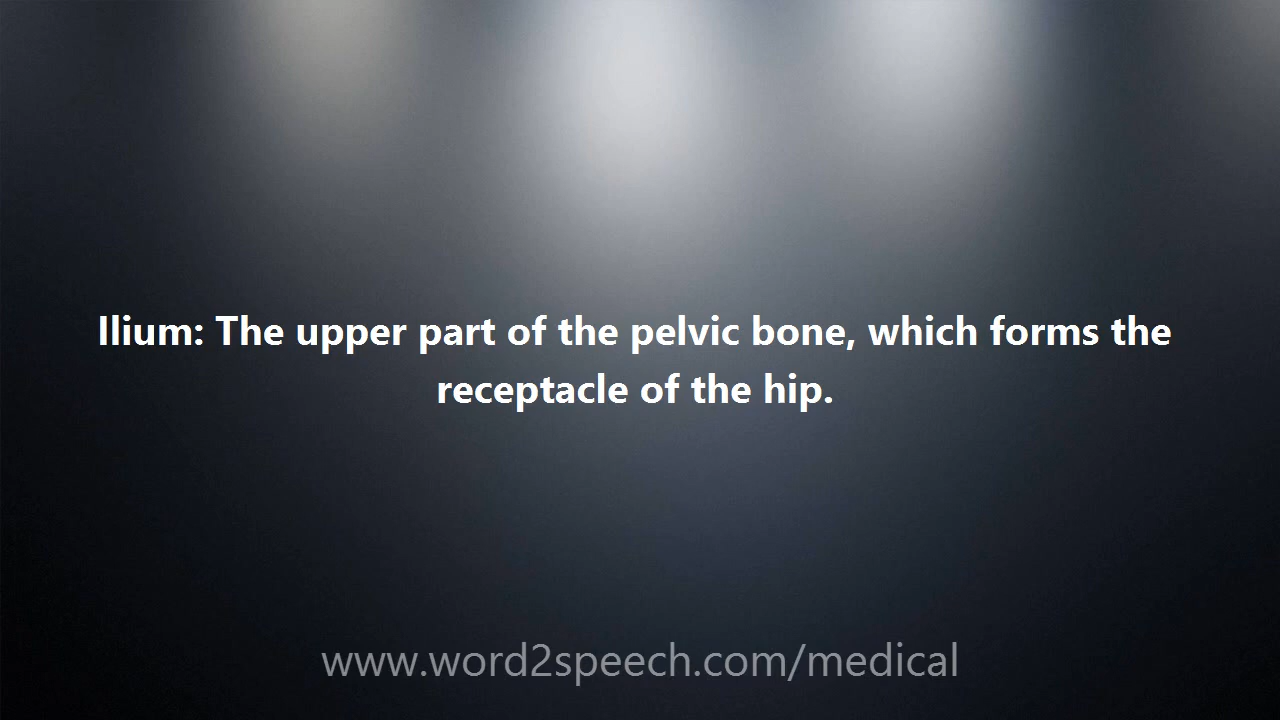 Ilium: The upper part of the pelvic bone, which forms the
receptacle of the hip.
www.word2speech.com/medical